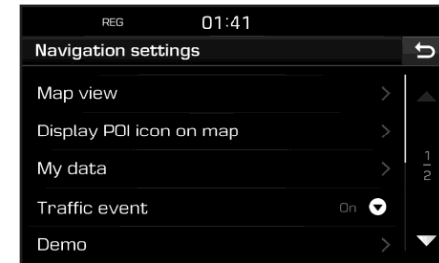 REG 01:41
Navigation settings
Map view
Display POI icon on map
My data
1
2
Traffic event On
Demo